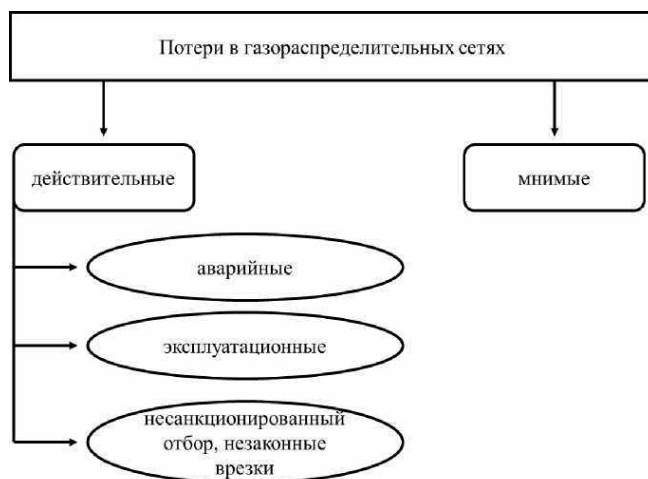 Потери в газораспределительных сетях
действительные
мнимые
аварийные
эксплуатационные
несанкционированный
отбор, незаконные
врезки